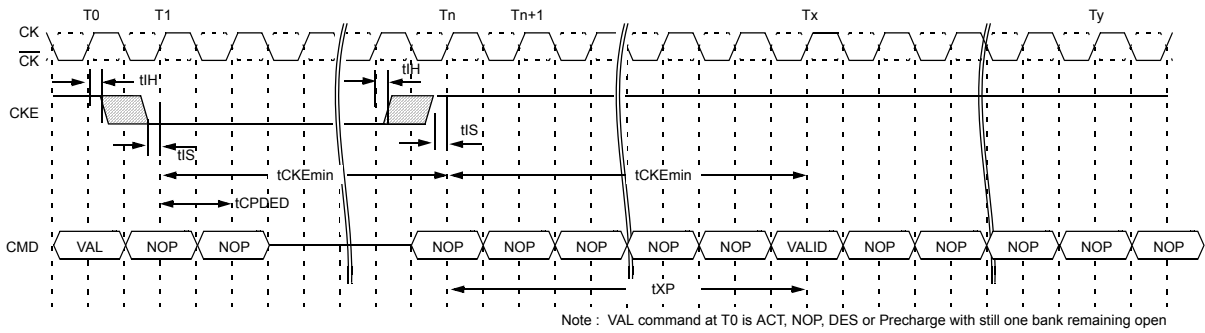 T0 T1 Tn Tn+1 Tx Ty
CK
CK
tIH tIH
CKE
tIS tIS
tCKEmin tCKEmin
tCPDED
CMD VAL NOP NOP NOP NOP NOP NOP NOP VALID NOP NOP NOP NOP NOP
tXP
Note : VAL command at T0 is ACT, NOP, DES or Precharge with still one bank remaining open